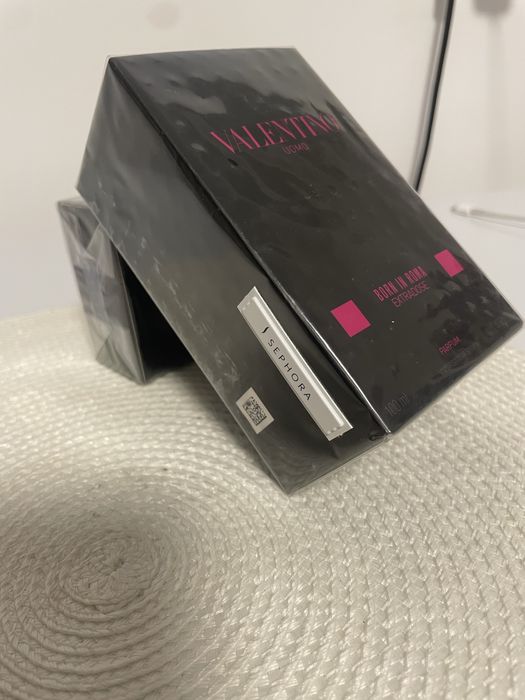 VALENTINO
UOMO
BORN IN ROMA
EXTRADOSE
PARFUM
100 ml
SEPHORA